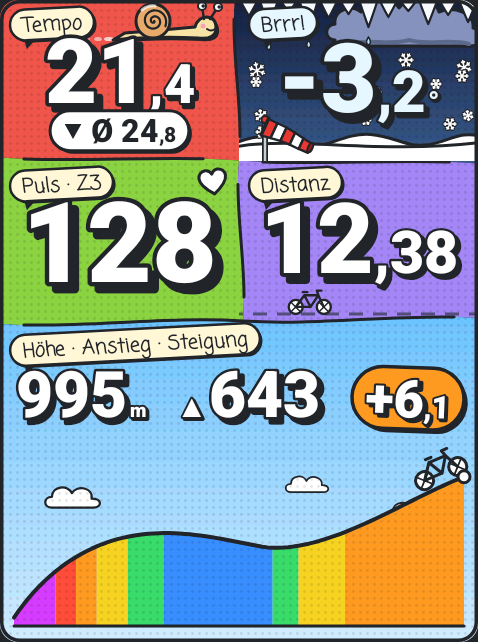 Tempo
21,4
▼ Ø 24,8
Brrr!
-3,2°
Puls · Z3
128
Distanz
12,38
Höhe · Anstieg · Steigung
995m
▲643
+6,1